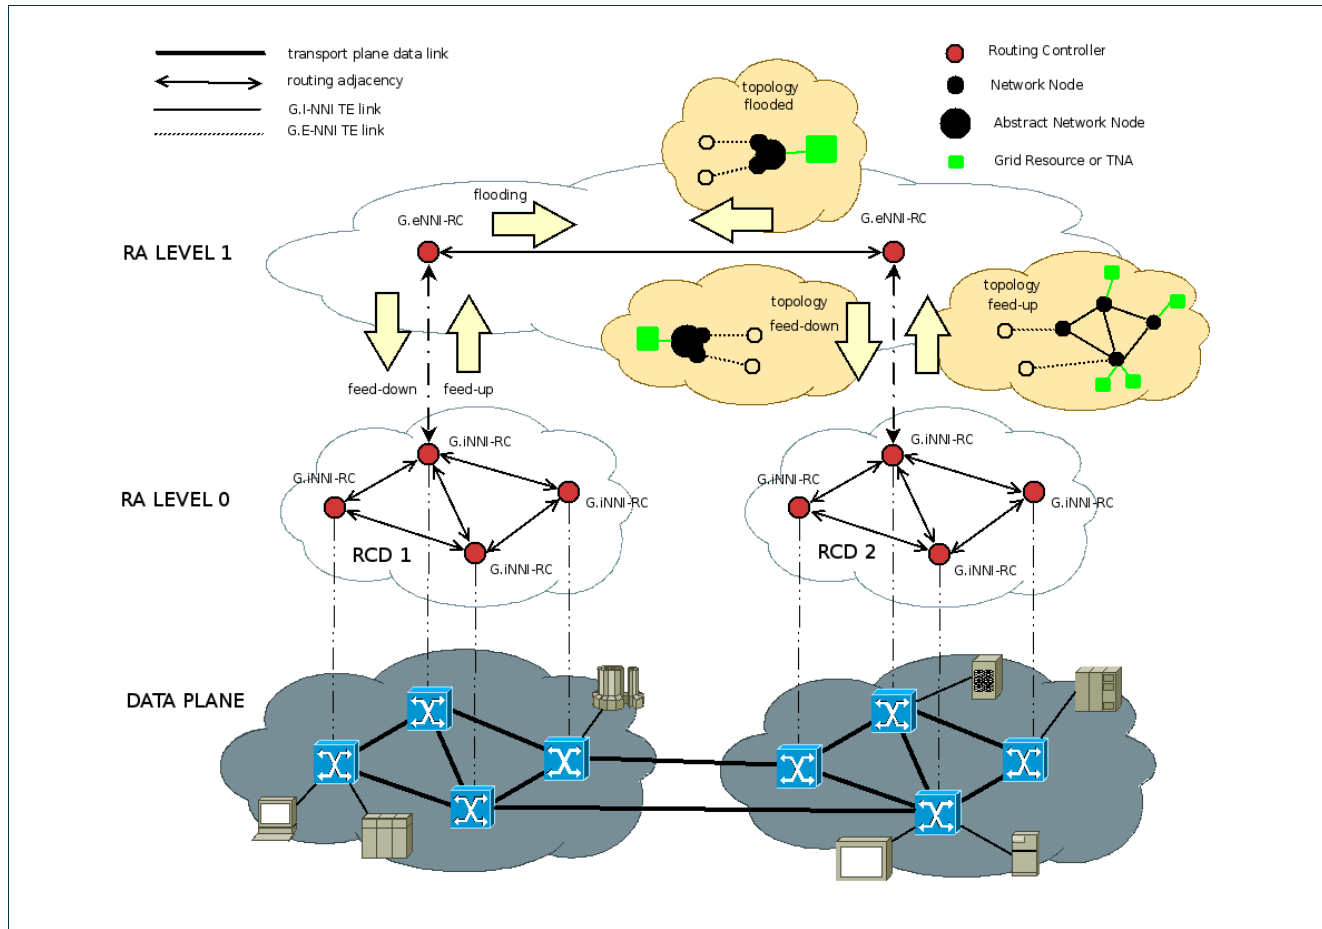 transport plane data link
routing adjacency
G.I-NNI TE link
G.E-NNI TE link
Routing Controller
Network Node
Abstract Network Node
Grid Resource or TNA
topology
flooded
flooding
G.eNNI-RC
G.eNNI-RC
RA LEVEL 1
topology
feed-down
topology
feed-up
feed-down
feed-up
G.iNNI-RC
G.iNNI-RC
G.iNNI-RC
G.iNNI-RC
RA LEVEL 0
RCD 1
G.iNNI-RC
G.iNNI-RC
G.iNNI-RC
RCD 2
G.iNNI-RC
DATA PLANE